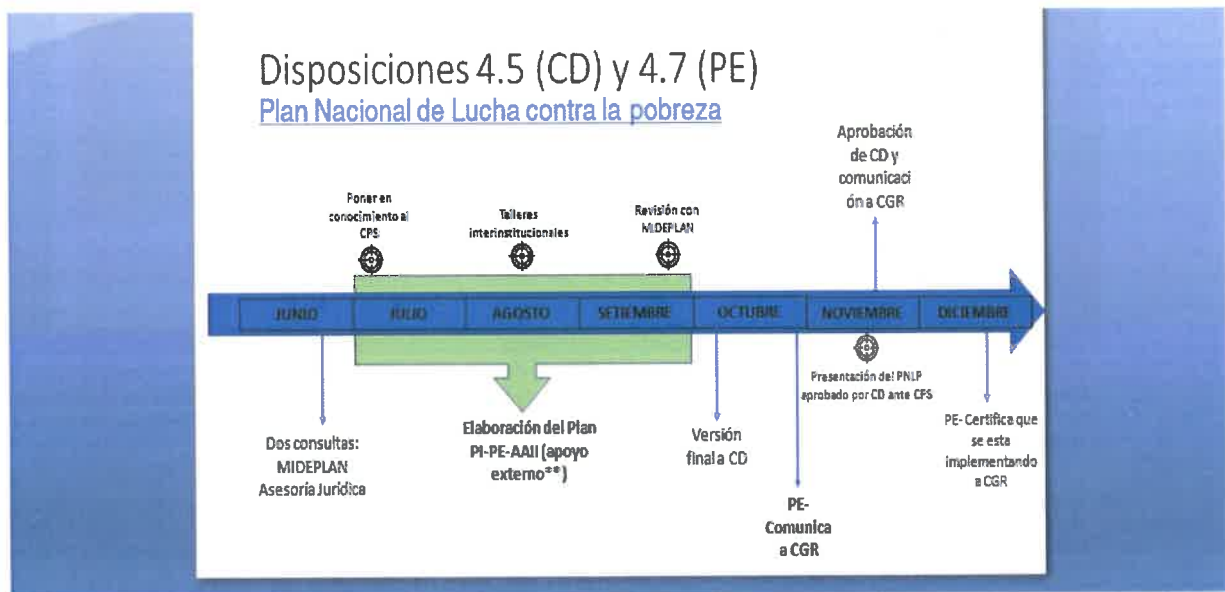 Disposiciones 4.5 (CD) y 4.7 (PE)
Plan Nacional de Lucha contra la pobreza
Aprobación
de CD y
comunicaci
ón a CGR
Poner en
conocimiento al
CPS
Talleres
interinstitucionales
Revisión con
MIDEPLAN
JUNIO
JULIO
AGOSTO
SETIEMBRE
OCTUBRE
NOVIEMBRE
DICIEMBRE
Dos consultas:
MIDEPLAN
Asesoría Jurídica
Elaboración del Plan
PI-PE-AAII (apoyo
externo**)
Versión
final a CD
PE-
Comunica
a CGR
Presentación del PNLP
aprobado por CD ante CPS
PE- Certifica que
se esta
implementando
a CGR